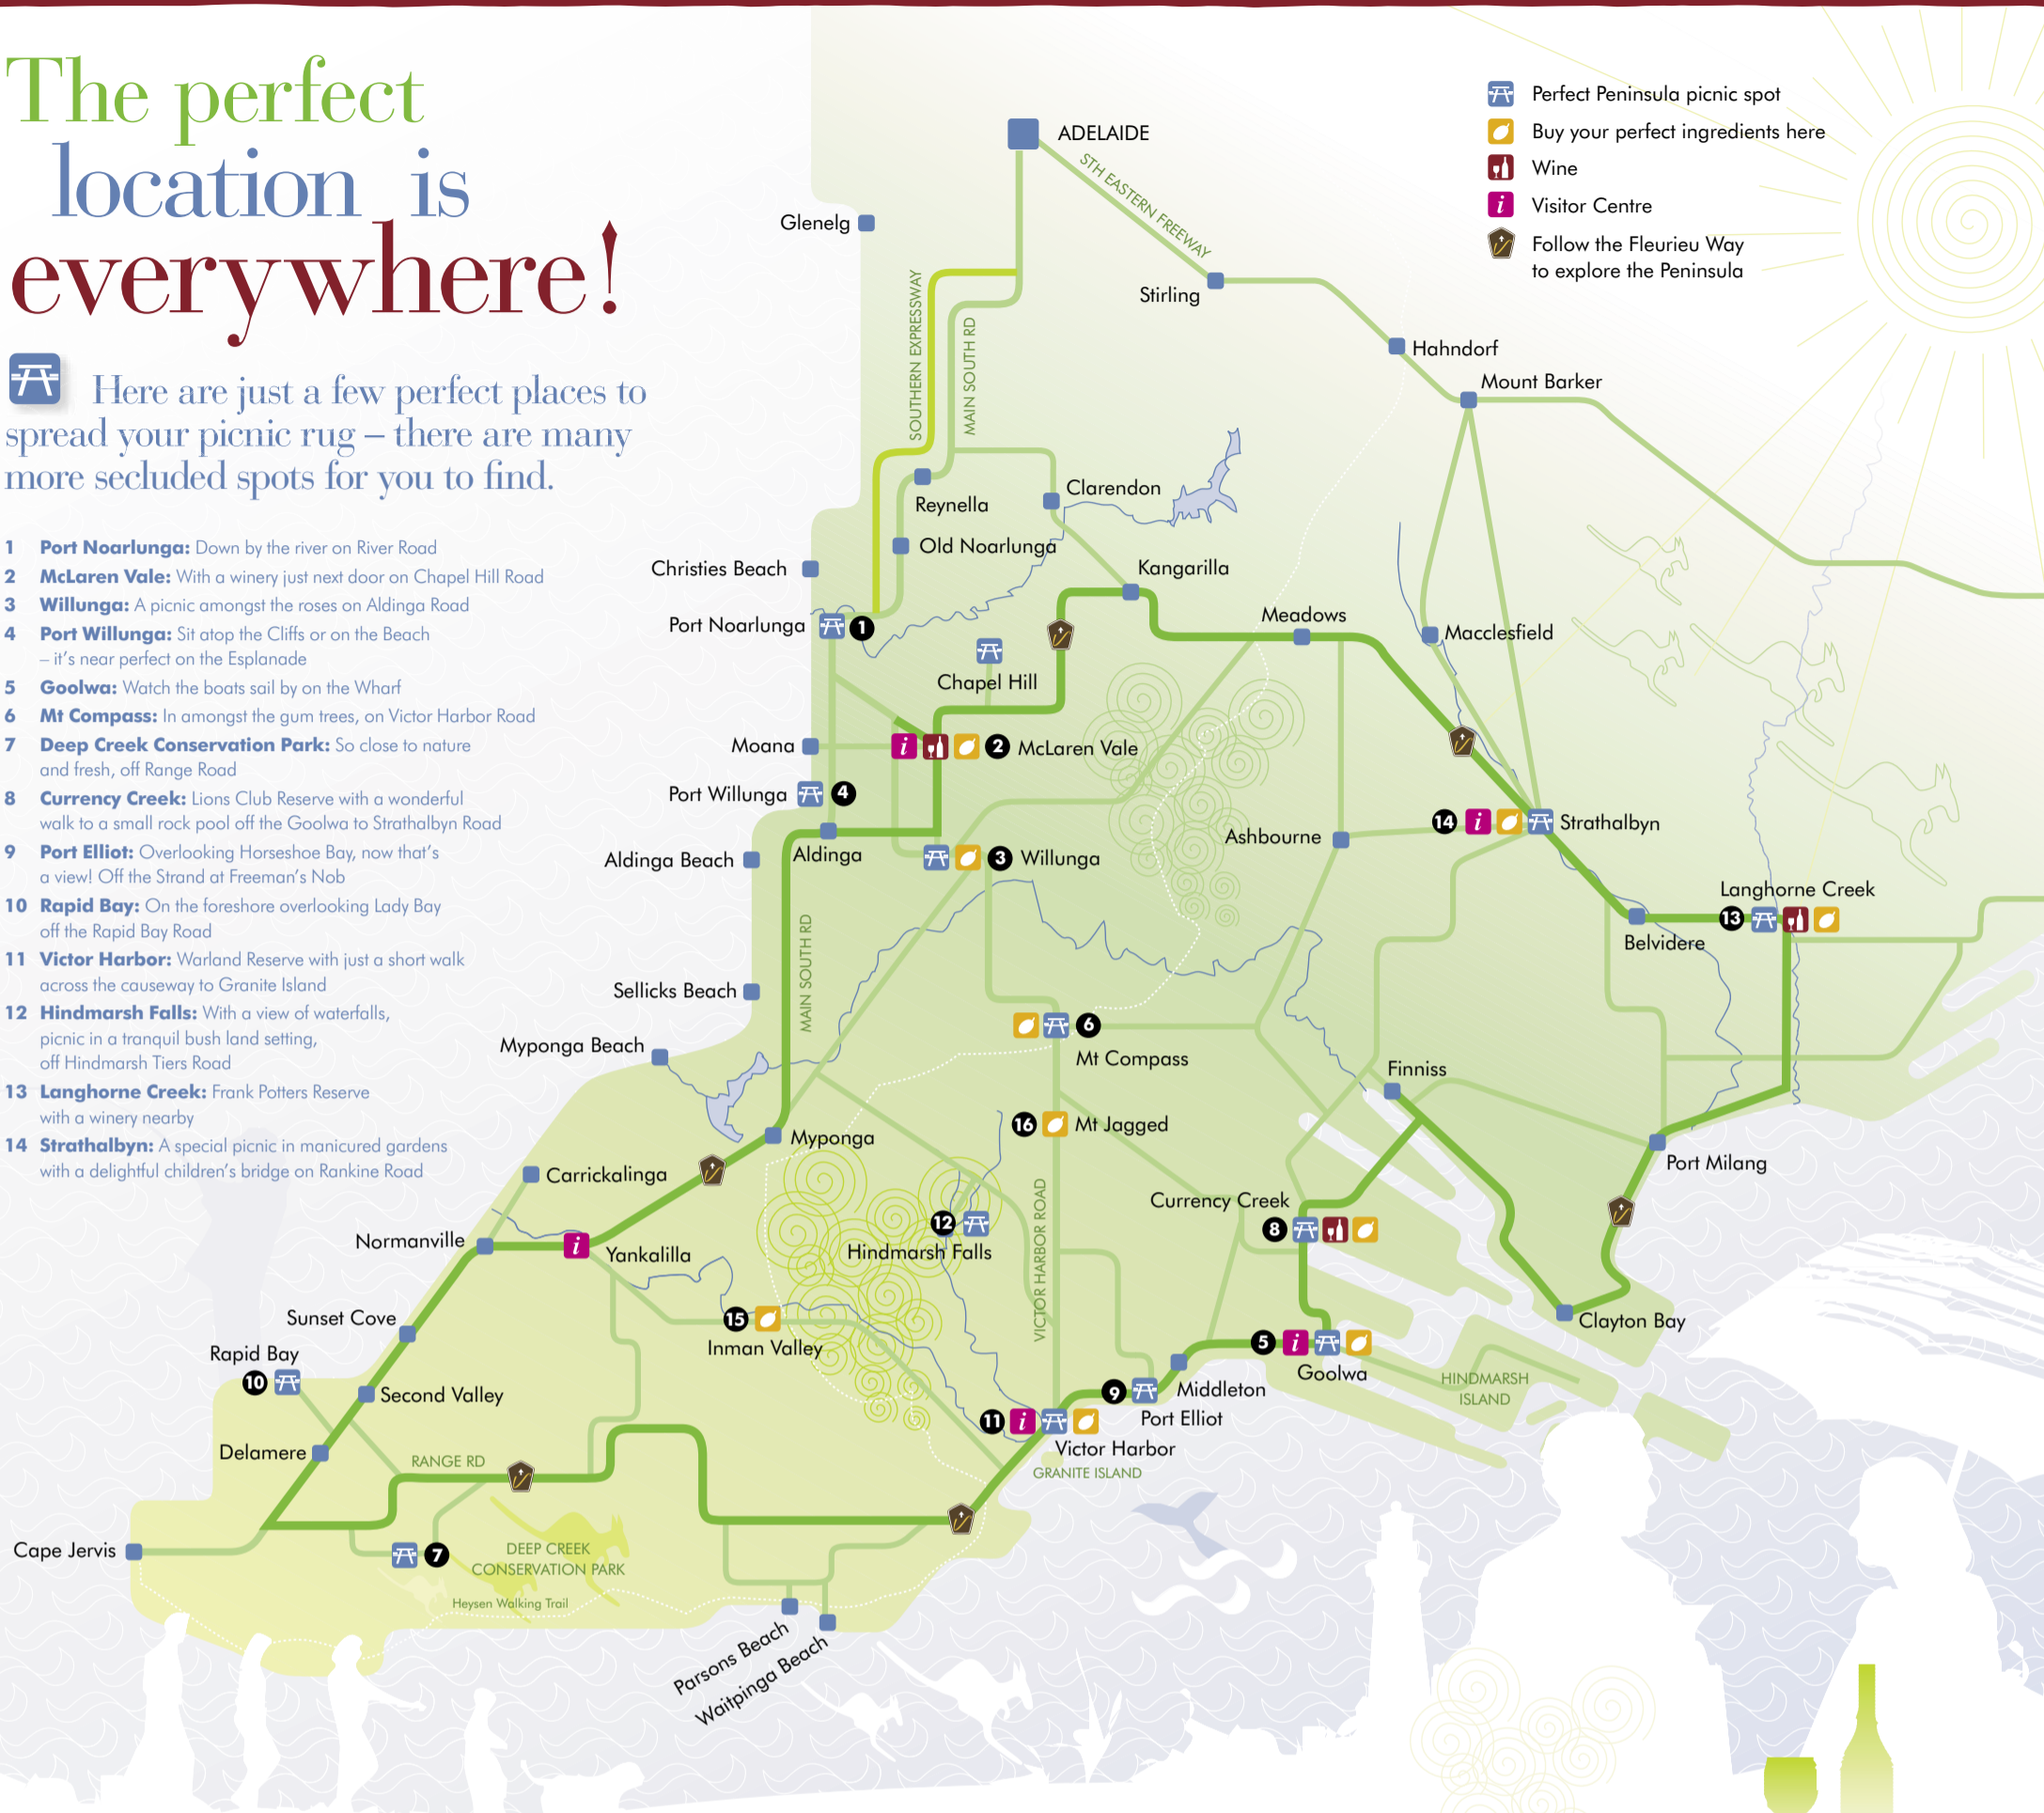 The perfect
location is
everywhere!
Here are just a few perfect places to
spread your picnic rug – there are many
more secluded spots for you to find.
1 Port Noarlunga: Down by the river on River Road
2 McLaren Vale: With a winery just next door on Chapel Hill Road
3 Willunga: A picnic amongst the roses on Aldinga Road
4 Port Willunga: Sit atop the Cliffs or on the Beach
– it's near perfect on the Esplanade
5 Goolwa: Watch the boats sail by on the Wharf
6 Mt Compass: In amongst the gum trees, on Victor Harbor Road
7 Deep Creek Conservation Park: So close to nature
and fresh, off Range Road
8 Currency Creek: Lions Club Reserve with a wonderful
walk to a small rock pool off the Goolwa to Strathalbyn Road
9 Port Elliot: Overlooking Horseshoe Bay, now that's
a view! Off the Strand at Freeman's Nob
10 Rapid Bay: On the foreshore overlooking Lady Bay
off the Rapid Bay Road
11 Victor Harbor: Warland Reserve with just a short walk
across the causeway to Granite Island
12 Hindmarsh Falls: With a view of waterfalls,
picnic in a tranquil bush land setting,
off Hindmarsh Tiers Road
13 Langhorne Creek: Frank Potters Reserve
with a winery nearby
14 Strathalbyn: A special picnic in manicured gardens
with a delightful children's bridge on Rankine Road
Perfect Peninsula picnic spot
Buy your perfect ingredients here
Wine
i Visitor Centre
Follow the Fleurieu Way
to explore the Peninsula
ADELAIDE
STH EASTERN FREEWAY
Glenelg
Stirling
SOUTHERN EXPRESSWAY
MAIN SOUTH RD
Hahndorf
Mount Barker
Reynella
Clarendon
Old Noarlunga
Christies Beach
Kangarilla
Port Noarlunga 1
Meadows
Macclesfield
Chapel Hill
Moana
i 2 McLaren Vale
Port Willunga 4
Aldinga
Aldinga Beach
3 Willunga
Ashbourne
14 i Strathalbyn
Langhorne Creek
13
Belvidere
MAIN SOUTH RD
Sellicks Beach
Myponga Beach
6
Mt Compass
Finniss
16 Mt Jagged
Myponga
Port Milang
Carrickalinga
Currency Creek
8
12
Hindmarsh Falls
VICTOR HARBOR ROAD
Normanville
i
Yankalilla
15
Inman Valley
Sunset Cove
Clayton Bay
5 i
Goolwa
HINDMARSH
ISLAND
Rapid Bay
10
Second Valley
Middleton
9
Port Elliot
11 i
Victor Harbor
GRANITE ISLAND
Delamere
RANGE RD
Cape Jervis
7
DEEP CREEK
CONSERVATION PARK
Heysen Walking Trail
Parsons Beach
Waitpinga Beach